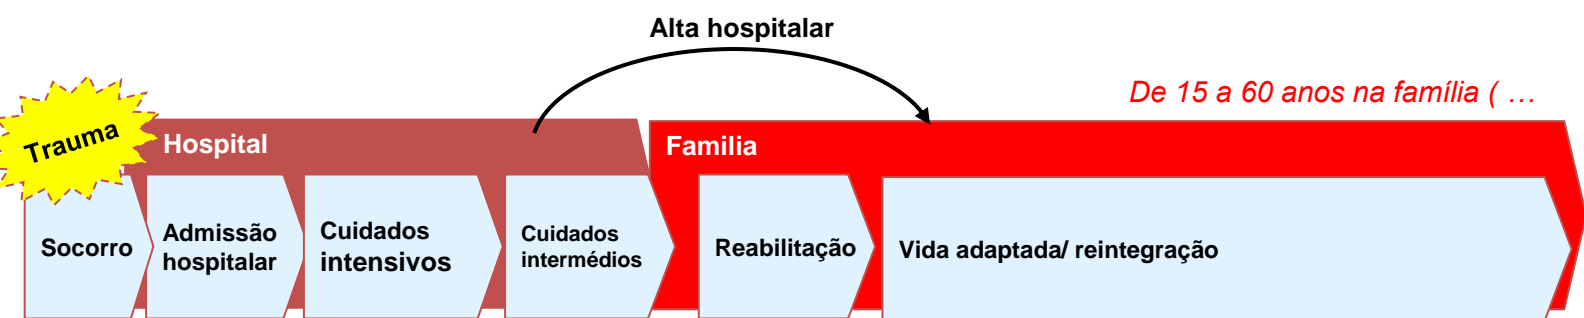 Alta hospitalar
De 15 a 60 anos na família ( …
Trauma
Hospital
Familia
Socorro
Admissão
hospitalar
Cuidados
intensivos
Cuidados
intermédios
Reabilitação
Vida adaptada/ reintegração